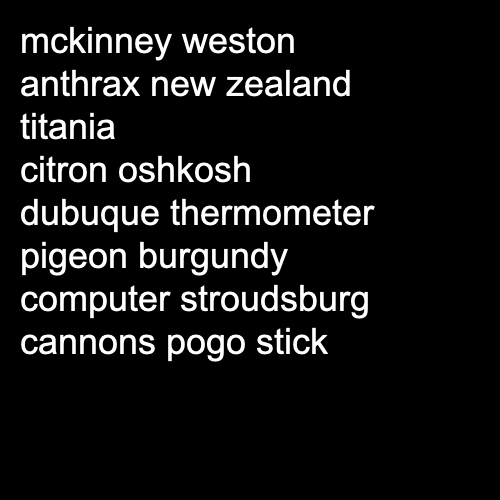 mckinney weston
anthrax new zealand
titania
citron oshkosh
dubuque thermometer
pigeon burgundy
computer stroudsburg
cannons pogo stick